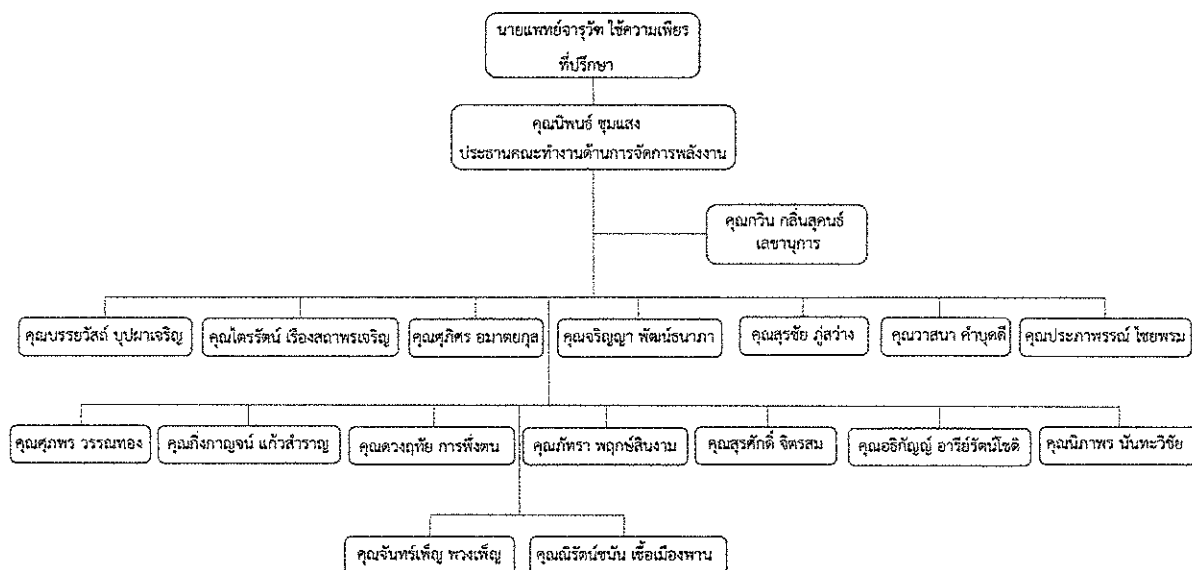 นายแพทย์จารุวัฑ ใช้ความเพียร
ที่ปรึกษา
คุณนิพนธ์ ชุมแสง
ประธานคณะทำงานด้านการจัดการพลังงาน
คุณกวิน กลิ่นสุคนธ์
เลขานุการ
คุณบรรยวัสถ์ บุปผาเจริญ
คุณไตรรัตน์ เรืองสถาพรเจริญ
คุณศุภิศร อมาตยกุล
คุณจริญญา พัฒน์ธนาภา
คุณสุรชัย ภู่สว่าง
คุณวาสนา คำบุดดี
คุณประภาพรรณ์ ไชยพรม
คุณศุภพร วรรณทอง
คุณกิ่งกาญจน์ แก้วสำราญ
คุณดวงฤทัย การพึ่งตน
คุณภัทรา พฤกษ์สินงาม
คุณสุรศักดิ์ จิตรสม
คุณอธิกัญญ์ อารีย์รัตน์โชติ
คุณนิภาพร นันทะวิชัย
คุณจันทร์เพ็ญ พวงเพ็ญ
คุณณิรัตน์ชนัน เชื้อเมืองพาน